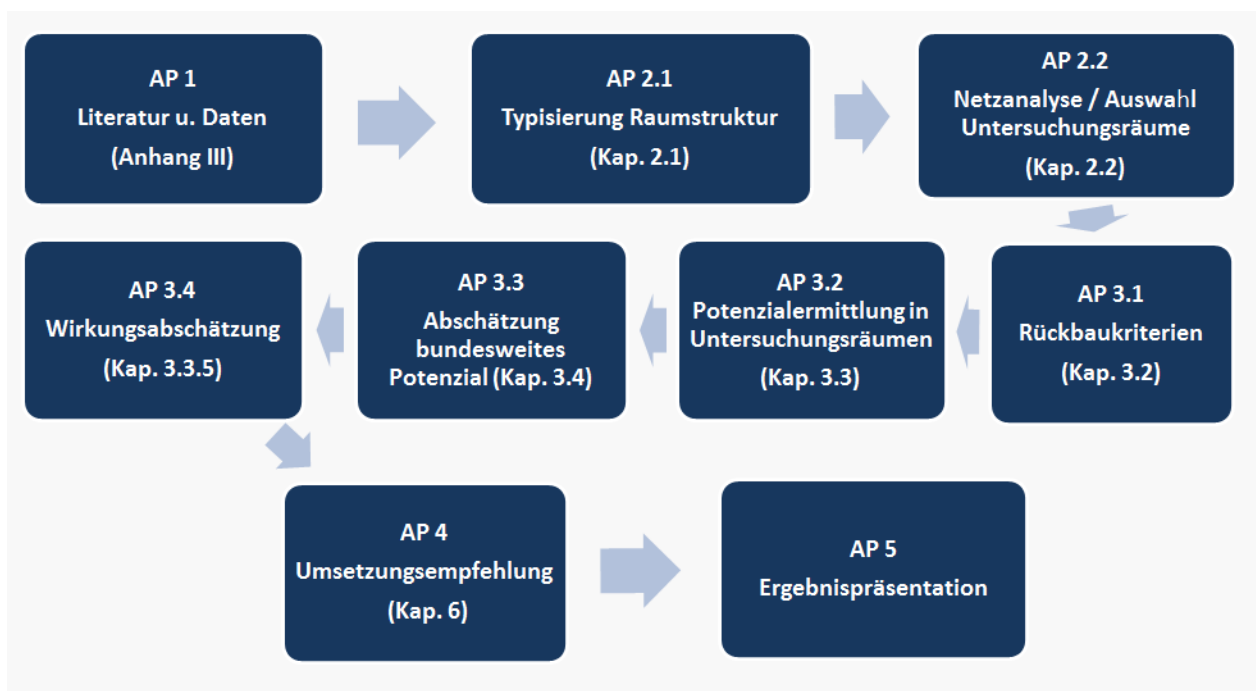 AP 1
Literatur u. Daten
(Anhang III)
AP 2.1
Typisierung Raumstruktur
(Kap. 2.1)
AP 2.2
Netzanalyse / Auswahl
Untersuchungsräume
(Kap. 2.2)
AP 3.1
Rückbaukriterien
(Kap. 3.2)
AP 3.2
Potenzialermittlung in
Untersuchungsräumen
(Kap. 3.3)
AP 3.3
Abschätzung
bundesweites
Potenzial (Kap. 3.4)
AP 3.4
Wirkungsabschätzung
(Kap. 3.3.5)
AP 4
Umsetzungsempfehlung
(Kap. 6)
AP 5
Ergebnispräsentation